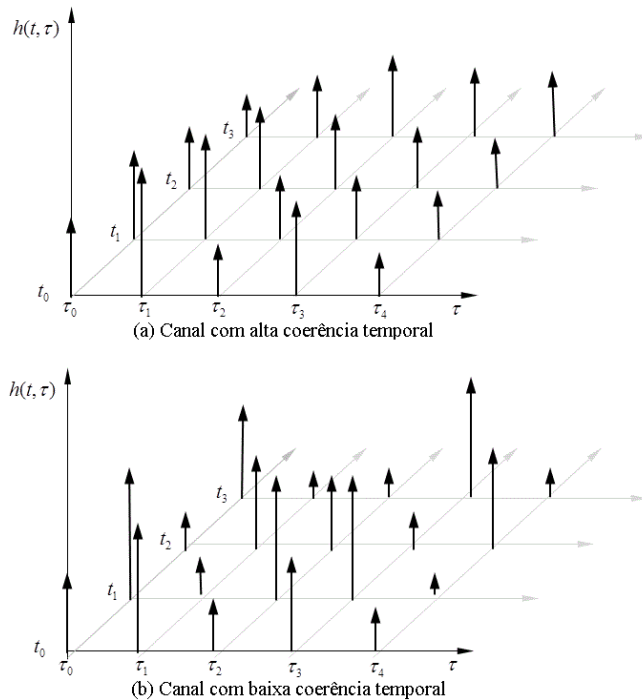 h(t, τ)
t₃
t₂
t₁
t₀
τ₀ τ₁ τ₂ τ₃ τ₄ τ
(a) Canal com alta coerência temporal
h(t, τ)
t₃
t₂
t₁
t₀
τ₀ τ₁ τ₂ τ₃ τ₄ τ
(b) Canal com baixa coerência temporal